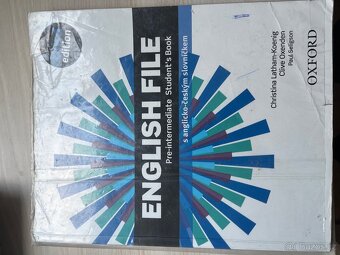 edition
ENGLISH FILE
Pre-intermediate Student's Book
s anglicko-českým slovníčkem
Christina Latham-Koenig
Clive Oxenden
Paul Seligson
OXFORD